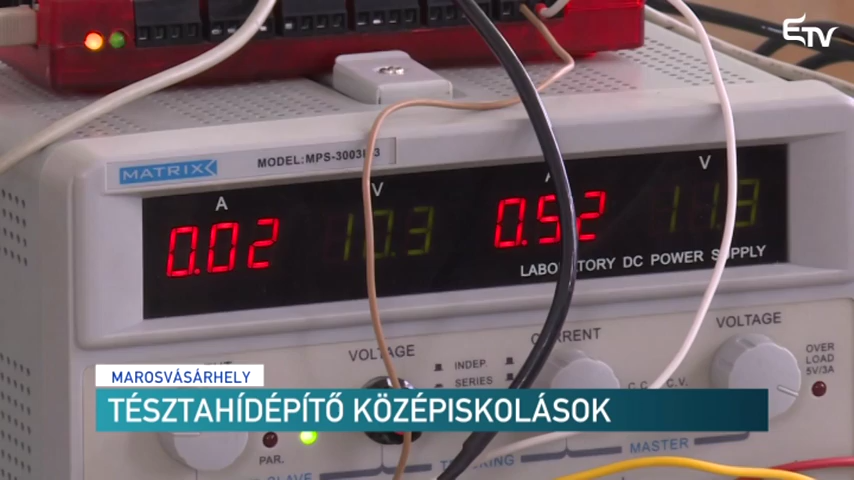 ETV
MATRIX
MODEL:MPS-3003
A V A V
0.02 10.3 0.52 11.3
LABORATORY DC POWER SUPPLY
VOLTAGE CURRENT VOLTAGE
INDEP
SERIES
OVER
LOAD
5V/3A
C.C. C.V.
MAROSVÁSÁRHELY
TÉSZTAHÍDÉPÍTŐ KÖZÉPISKOLÁSOK
PAR.
MASTER